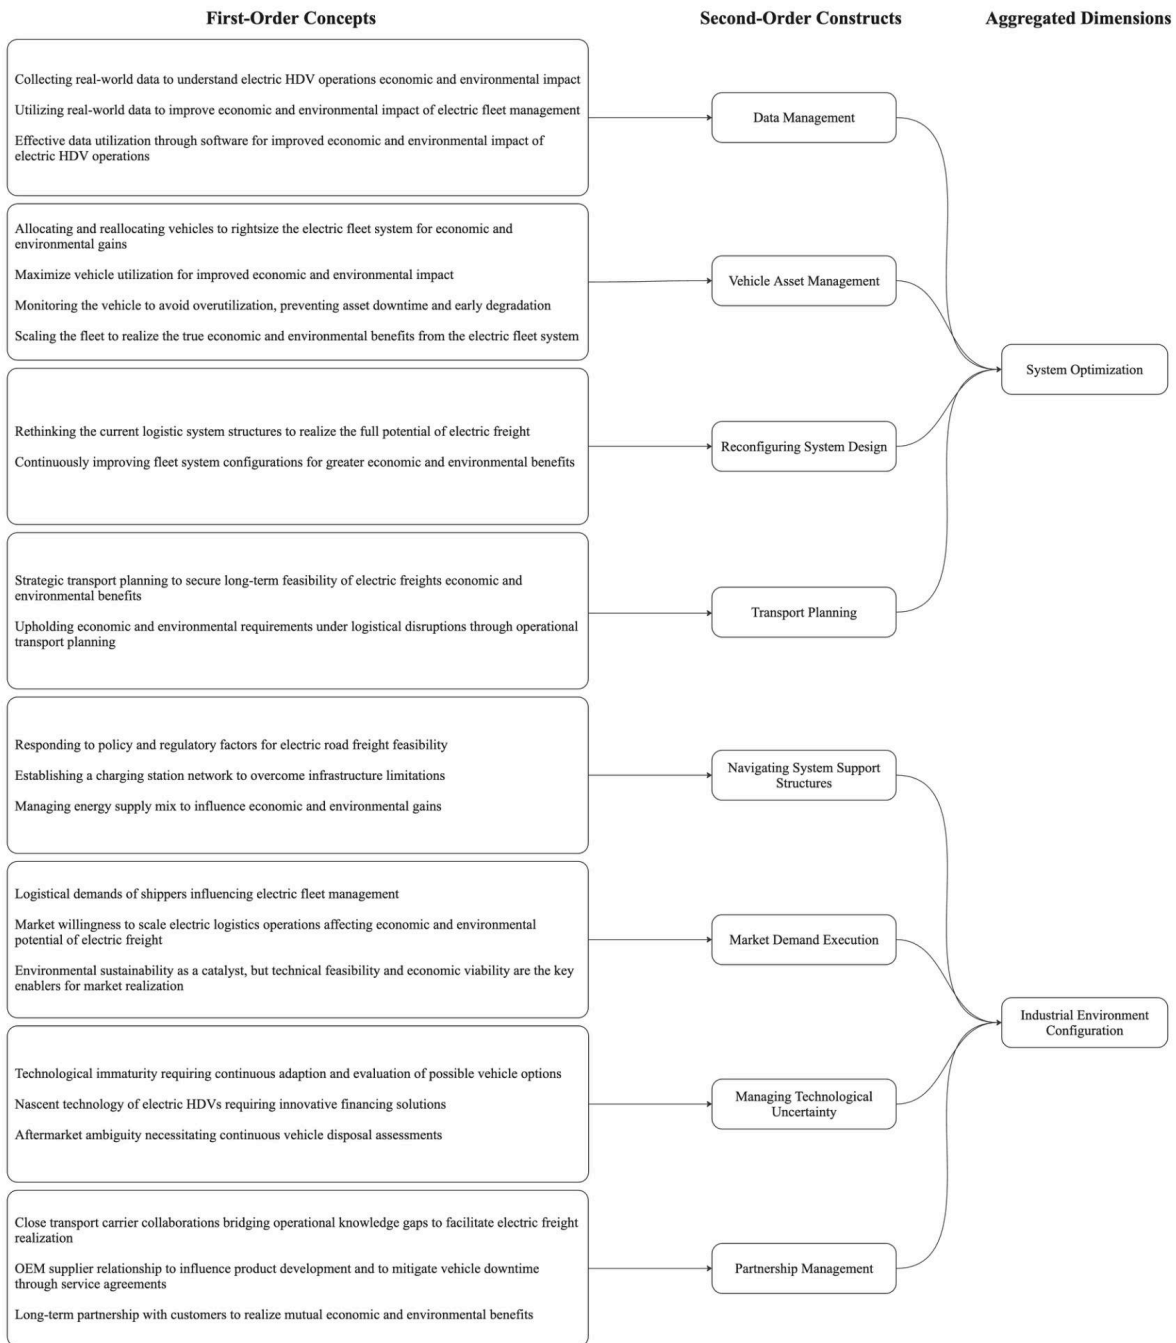 First-Order Concepts
Second-Order Constructs
Aggregated Dimensions
Collecting real-world data to understand electric HDV operations economic and environmental impact
Utilizing real-world data to improve economic and environmental impact of electric fleet management
Effective data utilization through software for improved economic and environmental impact of
electric HDV operations
Data Management
Allocating and reallocating vehicles to rightsize the electric fleet system for economic and
environmental gains
Maximize vehicle utilization for improved economic and environmental impact
Monitoring the vehicle to avoid overutilization, preventing asset downtime and early degradation
Scaling the fleet to realize the true economic and environmental benefits from the electric fleet system
Vehicle Asset Management
System Optimization
Rethinking the current logistic system structures to realize the full potential of electric freight
Continuously improving fleet system configurations for greater economic and environmental benefits
Reconfiguring System Design
Strategic transport planning to secure long-term feasibility of electric freights economic and
environmental benefits
Upholding economic and environmental requirements under logistical disruptions through operational
transport planning
Transport Planning
Responding to policy and regulatory factors for electric road freight feasibility
Establishing a charging station network to overcome infrastructure limitations
Managing energy supply mix to influence economic and environmental gains
Navigating System Support
Structures
Logistical demands of shippers influencing electric fleet management
Market willingness to scale electric logistics operations affecting economic and environmental
potential of electric freight
Environmental sustainability as a catalyst, but technical feasibility and economic viability are the key
enablers for market realization
Market Demand Execution
Industrial Environment
Configuration
Technological immaturity requiring continuous adaption and evaluation of possible vehicle options
Nascent technology of electric HDVs requiring innovative financing solutions
Aftermarket ambiguity necessitating continuous vehicle disposal assessments
Managing Technological
Uncertainty
Close transport carrier collaborations bridging operational knowledge gaps to facilitate electric freight
realization
OEM supplier relationship to influence product development and to mitigate vehicle downtime
through service agreements
Long-term partnership with customers to realize mutual economic and environmental benefits
Partnership Management